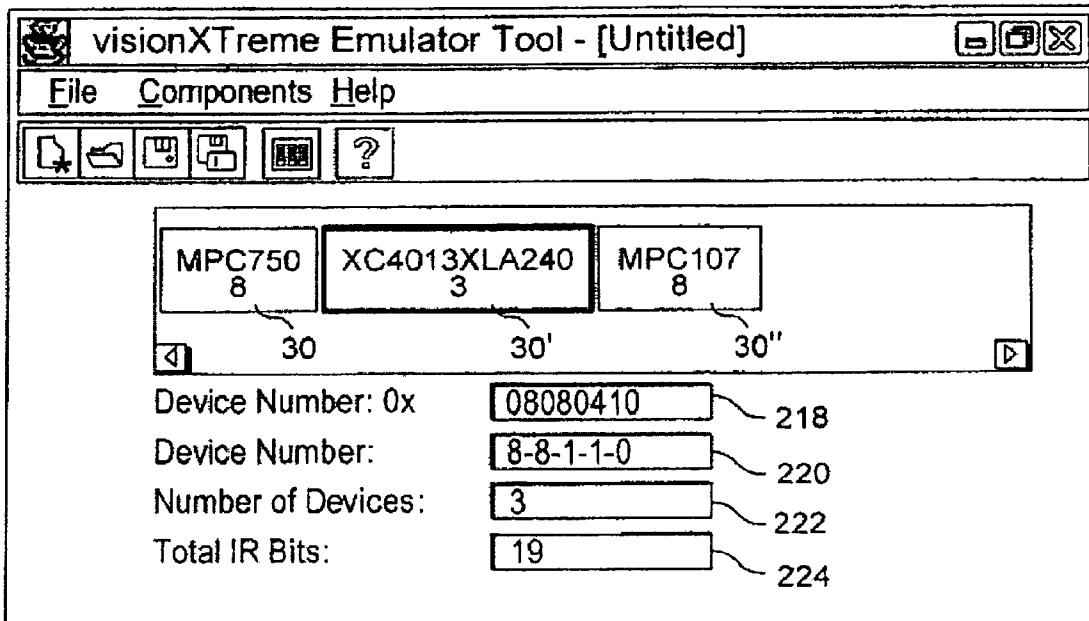 visionXTreme Emulator Tool - [Untitled]
File Components Help
?
MPC750 XC4013XLA240 MPC107
8 3 8
30 30' 30"
Device Number: 0x 08080410 218
Device Number: 8-8-1-1-0 220
Number of Devices: 3 222
Total IR Bits: 19 224